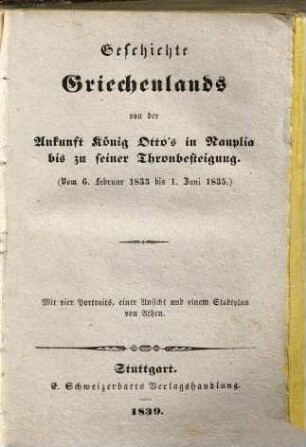 Geschichte
Griechenlands
von der
Ankunft König Otto's in Nauplia
bis zu seiner Thronbesteigung.
(Vom 6. Februar 1833 bis 1. Juni 1835.)
Mit vier Portraits, einer Ansicht und einem Stadtplan
von Athen.
Stuttgart.
E. Schweizerbarts Verlagshandlung.
1839.